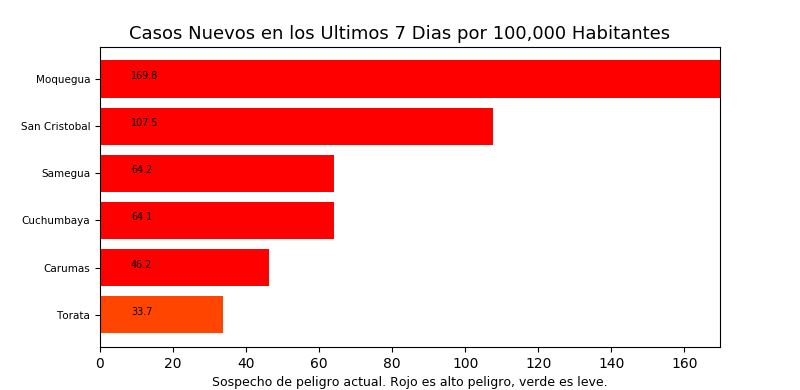 Casos Nuevos en los Ultimos 7 Dias por 100,000 Habitantes
Moquegua 169.8
San Cristobal 107.5
Samegua 64.2
Cuchumbaya 64.1
Carumas 46.2
Torata 33.7
0 20 40 60 80 100 120 140 160
Sospecho de peligro actual. Rojo es alto peligro, verde es leve.